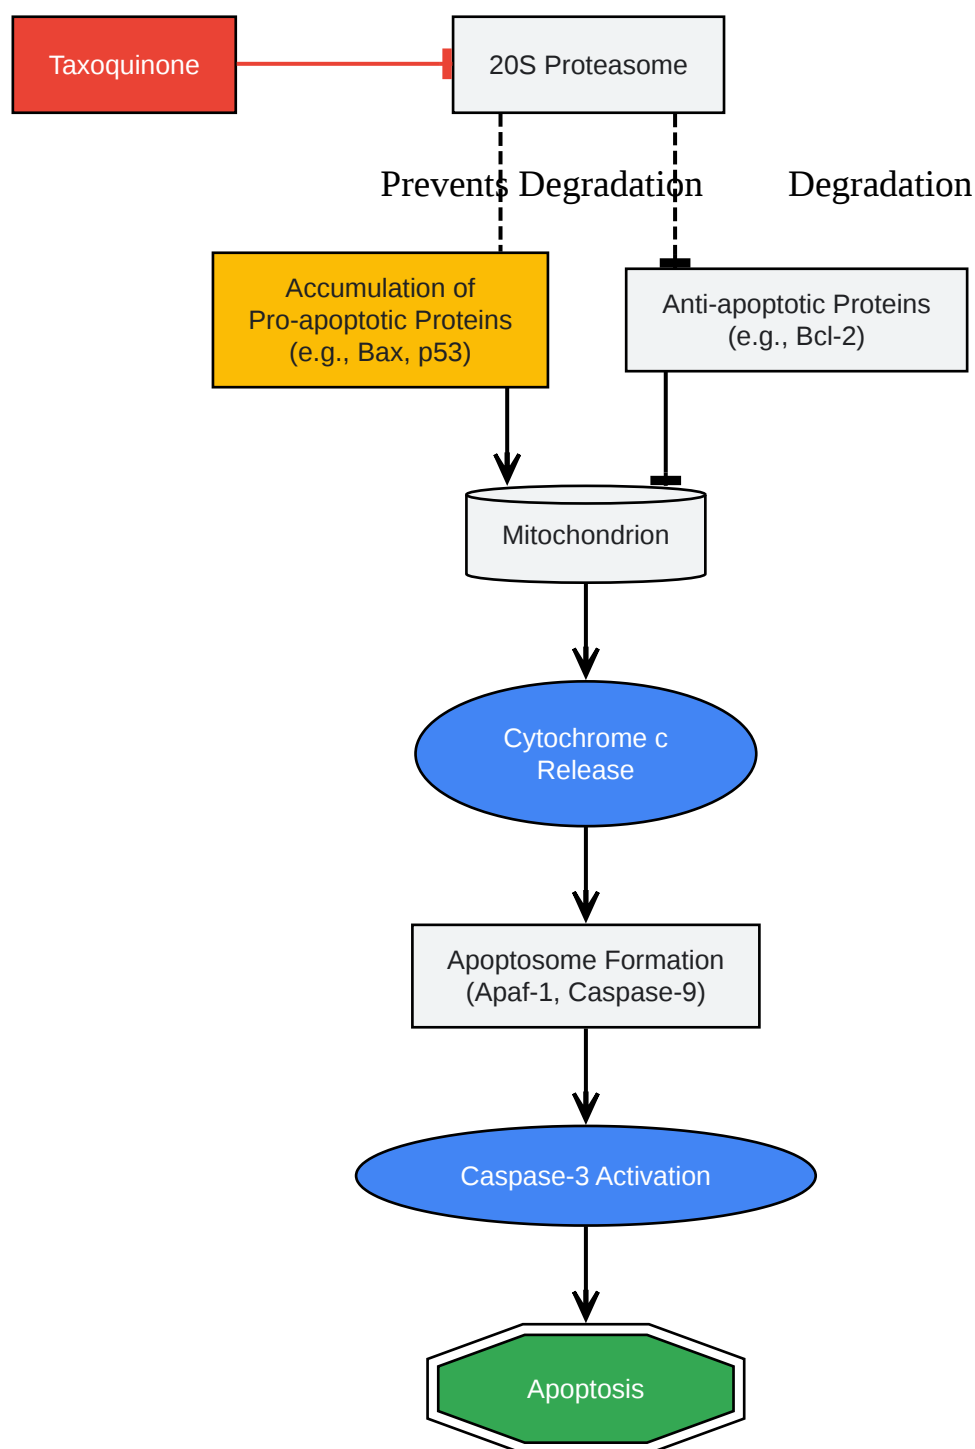 Taxoquinone
20S Proteasome
Prevents Degradation
Degradation
Accumulation of
Pro-apoptotic Proteins
(e.g., Bax, p53)
Anti-apoptotic Proteins
(e.g., Bcl-2)
Mitochondrion
Cytochrome c
Release
Apoptosome Formation
(Apaf-1, Caspase-9)
Caspase-3 Activation
Apoptosis